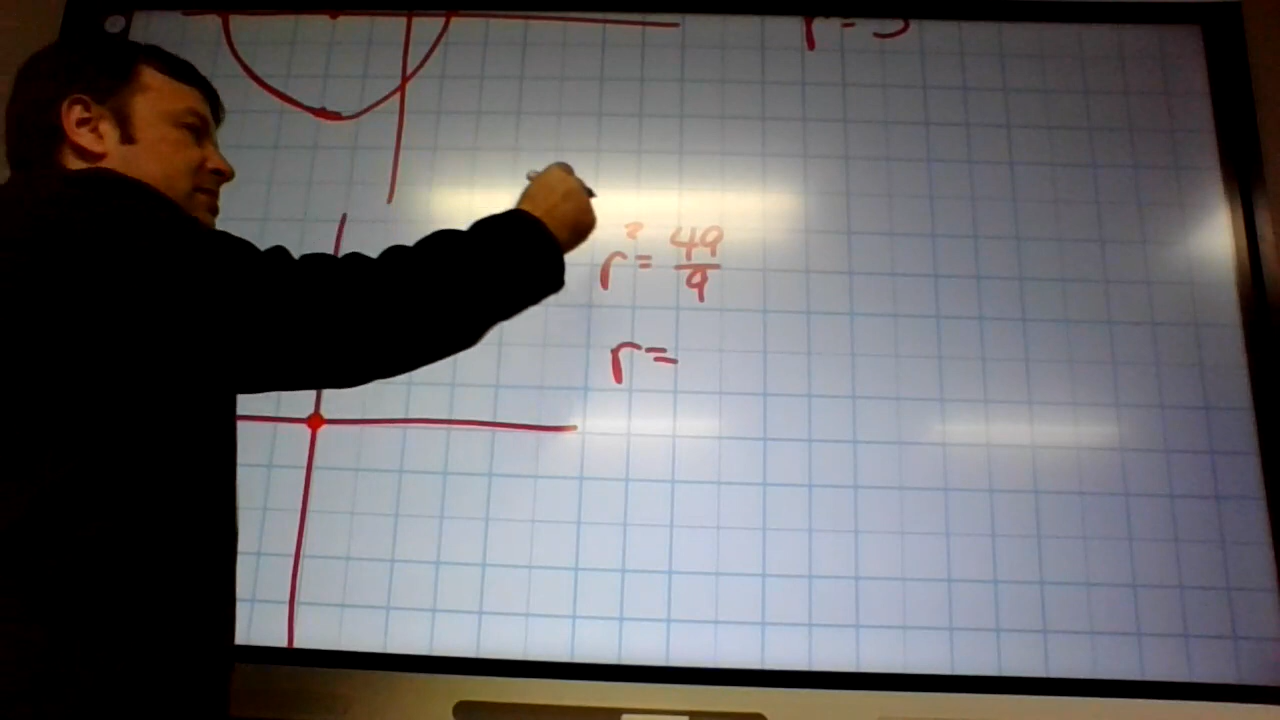 r² = 49/9
r =